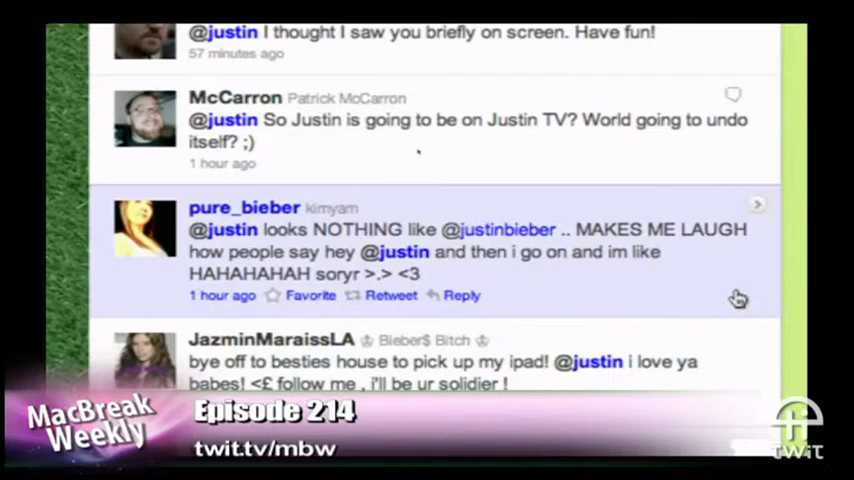 @justin I thought I saw you briefly on screen. Have fun!
57 minutes ago
McCarron Patrick McCarron
@justin So Justin is going to be on Justin TV? World going to undo
itself? ;)
1 hour ago
pure_bieber kimyam
@justin looks NOTHING like @justinbieber .. MAKES ME LAUGH
how people say hey @justin and then i go on and im like
HAHAHAHAH soryr >.> <3
1 hour ago Favorite Retweet Reply
JazminMaraissLA Bieber$ Bitch
bye off to besties house to pick up my ipad! @justin i love ya
babes! <£ follow me , i'll be ur solidier !
MacBreak
Weekly
Episode 214
twit.tv/mbw
TWiT